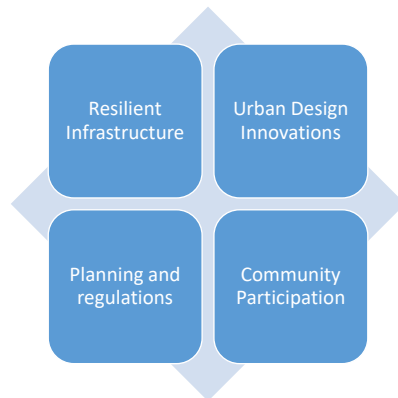 Resilient
Infrastructure
Urban Design
Innovations
Planning and
regulations
Community
Participation